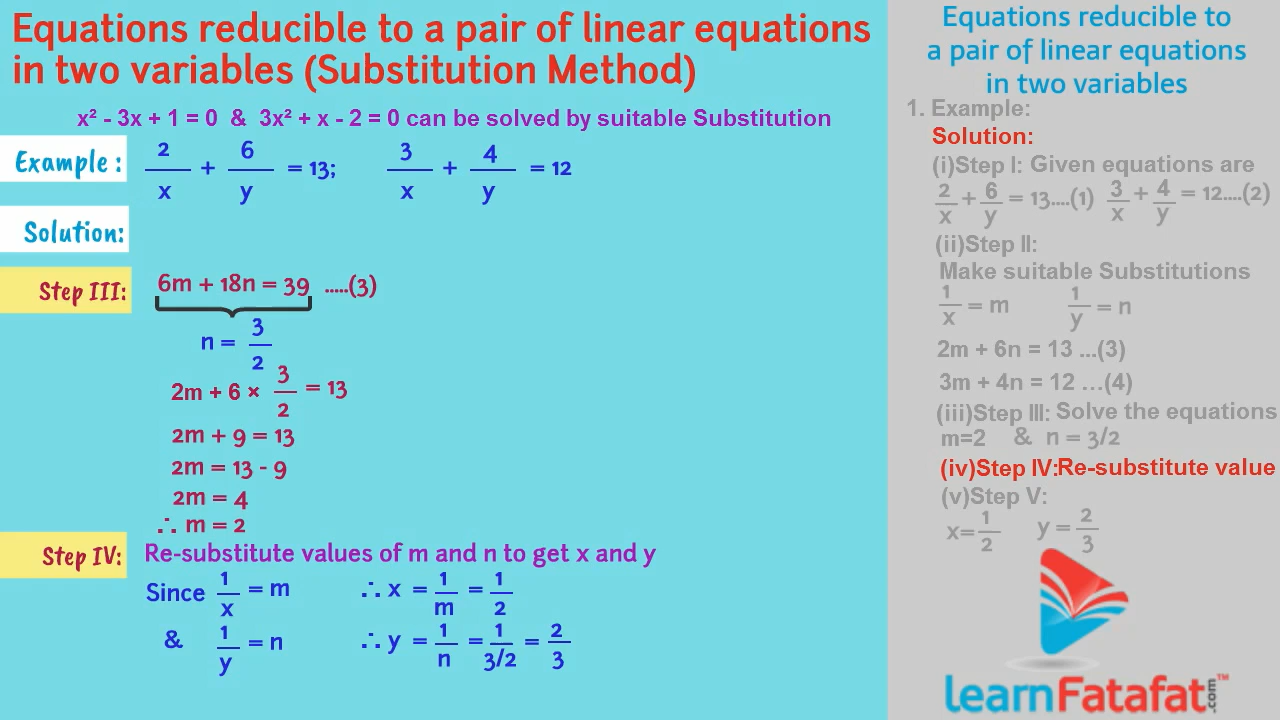 Equations reducible to a pair of linear equations
in two variables (Substitution Method)
x² - 3x + 1 = 0 & 3x² + x - 2 = 0 can be solved by suitable Substitution
Example : 2/x + 6/y = 13; 3/x + 4/y = 12
Solution:
Step III: 6m + 18n = 39 .....(3)
n = 3/2
2m + 6 × 3/2 = 13
2m + 9 = 13
2m = 13 - 9
2m = 4
∴ m = 2
Step IV: Re-substitute values of m and n to get x and y
Since 1/x = m ∴ x = 1/m = 1/2
& 1/y = n ∴ y = 1/n = 1/3/2 = 2/3
Equations reducible to
a pair of linear equations
in two variables
1. Example:
Solution:
(i)Step I: Given equations are
2/x + 6/y = 13....(1) 3/x + 4/y = 12....(2)
(ii)Step II:
Make suitable Substitutions
1/x = m 1/y = n
2m + 6n = 13 ...(3)
3m + 4n = 12 ...(4)
(iii)Step III: Solve the equations
m=2 & n = 3/2
(iv)Step IV:Re-substitute value
(v)Step V:
x=1/2 y = 2/3
learnFatafat.com™